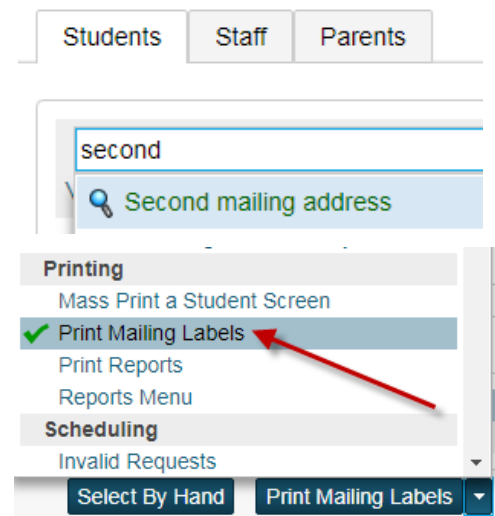 Students Staff Parents
second
Second mailing address
Printing
Mass Print a Student Screen
Print Mailing Labels
Print Reports
Reports Menu
Scheduling
Invalid Requests
Select By Hand Print Mailing Labels